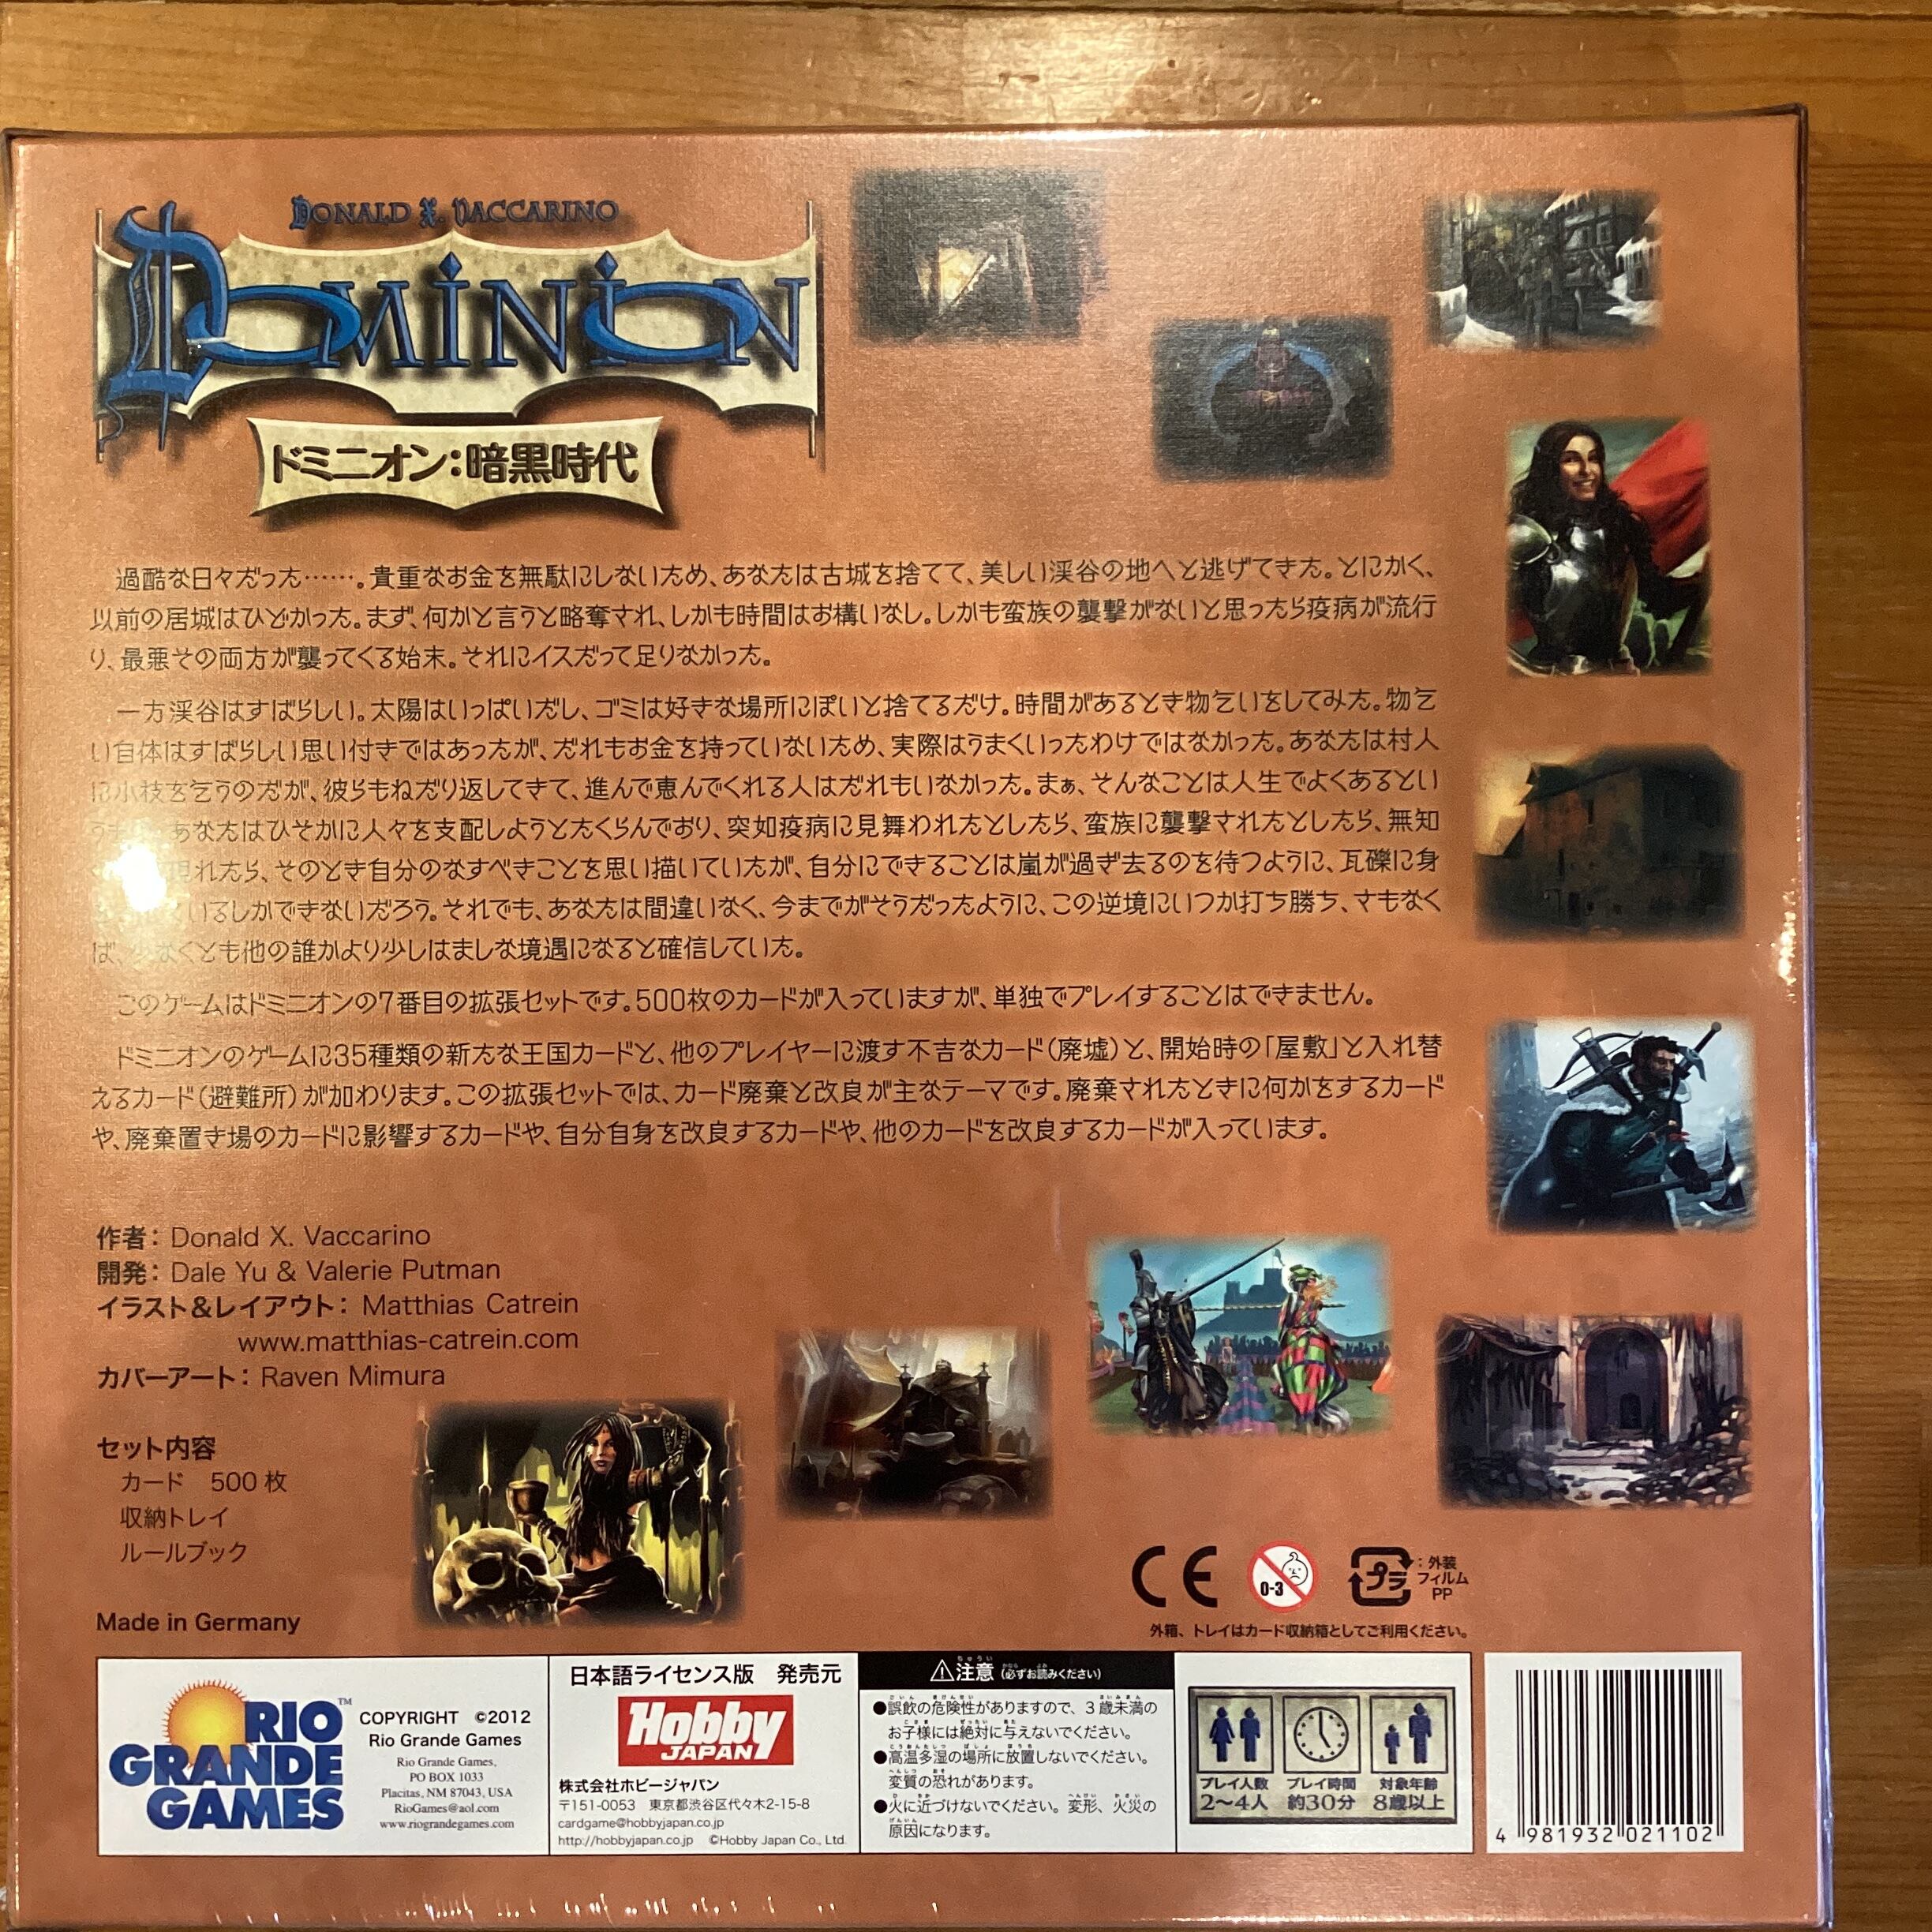 DONALD X. VACCARINO
DOMINION
ドミニオン:暗黒時代
過酷な日々だった……。貴重なお金を無駄にしないため、あなたは古城を捨てて、美しい渓谷の地へと逃げてきた。とにかく、
以前の居城はひどかった。まず、何かと言うと略奪され、しかも時間はお構いなし。しかも蛮族の襲撃がないと思ったら疫病が流行
り、最悪その両方が襲ってくる始末。それにイスだって足りなかった。
一方渓谷はすばらしい。太陽はいっぱいだし、ゴミは好きな場所にぽいと捨てるだけ。時間があるとき物乞いをしてみた。物乞
い自体はすばらしい思い付きではあったが、だれもお金を持っていないため、実際はうまくいったわけではなかった。あなたは村人
に小枝を乞うのだが、彼らもねだり返してきて、進んで恵んでくれる人はだれもいなかった。まぁ、そんなことは人生でよくあるとい
あなたはひそかに人々を支配しようとたくらんでおり、突如疫病に見舞われたとしたら、蛮族に襲撃されたとしたら、無知
現れたら、そのとき自分のなすべきことを思い描いていたが、自分にできることは嵐が過ぎ去るのを待つように、瓦礫に身
いるしかできないだろう。それでも、あなたは間違いなく、今までがそうだったように、この逆境にいつか打ち勝ち、さもなく
ば、少なくとも他の誰かより少しはましな境遇になると確信していた。
このゲームはドミニオンの7番目の拡張セットです。500枚のカードが入っていますが、単独でプレイすることはできません。
ドミニオンのゲームに35種類の新たな王国カードと、他のプレイヤーに渡す不吉なカード(廃墟)と、開始時の「屋敷」と入れ替
えるカード(避難所)が加わります。この拡張セットでは、カード廃棄と改良が主なテーマです。廃棄されたときに何かをするカード
や、廃棄置き場のカードに影響するカードや、自分自身を改良するカードや、他のカードを改良するカードが入っています。
作者: Donald X. Vaccarino
開発: Dale Yu & Valerie Putman
イラスト&レイアウト: Matthias Catrein
www.matthias-catrein.com
カバーアート: Raven Mimura
セット内容
カード 500枚
収納トレイ
ルールブック
Made in Germany
CE
0-3
プラ
:外装
フィルム
PP
外箱、トレイはカード収納箱としてご利用ください。
RIO™
GRANDE
GAMES
COPYRIGHT ©2012
Rio Grande Games
Rio Grande Games,
PO BOX 1033
Placitas, NM 87043, USA
RioGames@aol.com
www.riograndegames.com
日本語ライセンス版 発売元
Hobby
JAPAN
株式会社ホビージャパン
〒151-0053 東京都渋谷区代々木2-15-8
cardgame@hobbyjapan.co.jp
http://hobbyjapan.co.jp ©Hobby Japan Co., Ltd.
⚠注意(必ずお読みください)
●誤飲の危険性がありますので、3歳未満の
お子様には絶対に与えないでください。
●高温多湿の場所に放置しないでください。
変質の恐れがあります。
●火に近づけないでください。変形、火災の
原因になります。
プレイ人数
2〜4人
プレイ時間
約30分
対象年齢
8歳以上
4 981932 021102